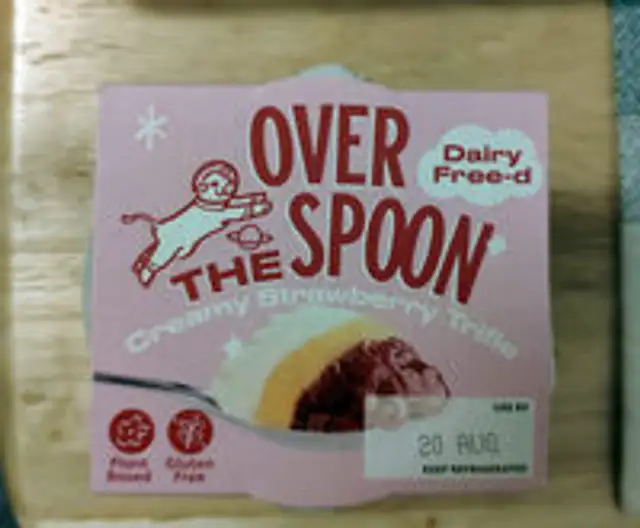 OVER
THE SPOON
Dairy
Free-d
Creamy Strawberry Trifle
Plant
Based
Gluten
Free
USE BY
20 AUG
KEEP REFRIGERATED